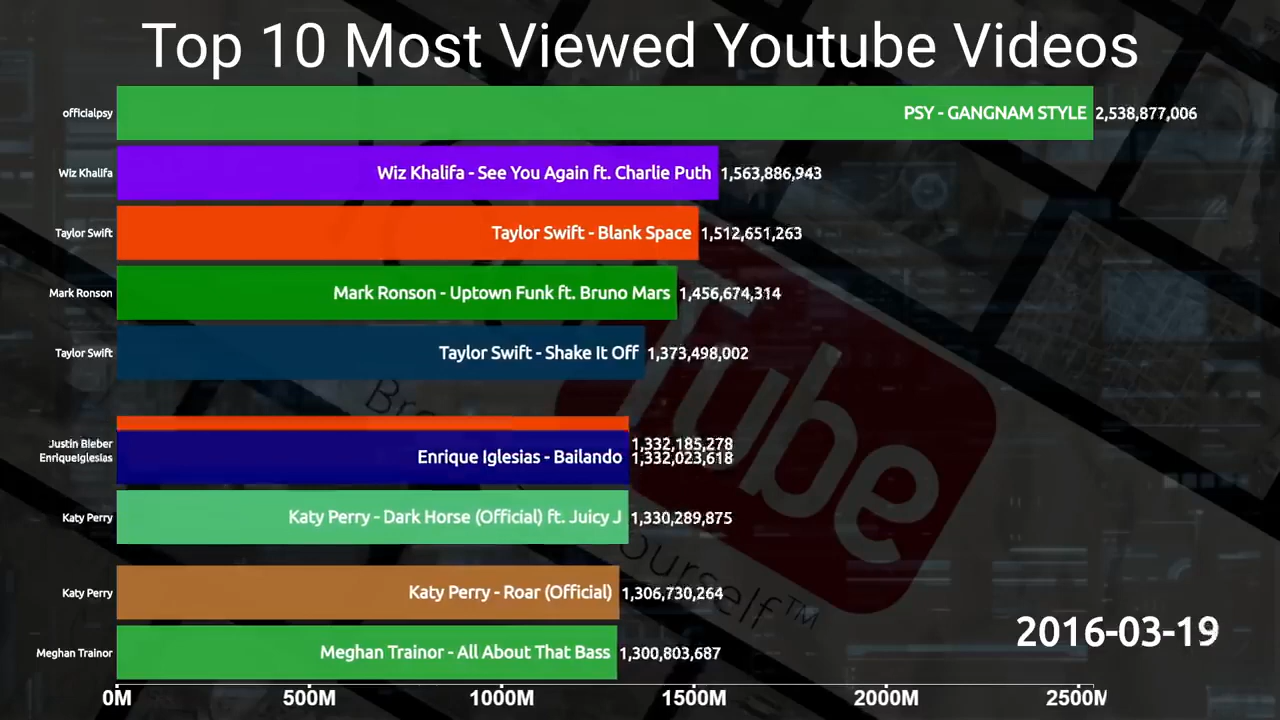 Top 10 Most Viewed Youtube Videos
officialpsy PSY - GANGNAM STYLE 2,538,877,006
Wiz Khalifa Wiz Khalifa - See You Again ft. Charlie Puth 1,563,886,943
Taylor Swift Taylor Swift - Blank Space 1,512,651,263
Mark Ronson Mark Ronson - Uptown Funk ft. Bruno Mars 1,456,674,314
Taylor Swift Taylor Swift - Shake It Off 1,373,498,002
Justin Bieber 1,332,185,278
EnriqueIglesias Enrique Iglesias - Bailando 1,332,023,618
Katy Perry Katy Perry - Dark Horse (Official) ft. Juicy J 1,330,289,875
Katy Perry Katy Perry - Roar (Official) 1,306,730,264
Meghan Trainor Meghan Trainor - All About That Bass 1,300,803,687
Tube
2016-03-19
0M 500M 1000M 1500M 2000M 2500M